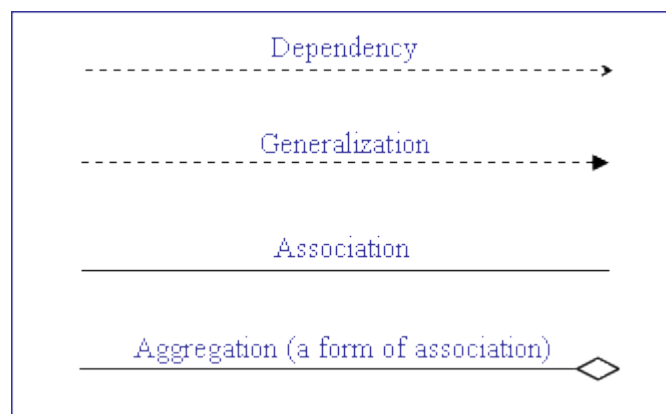 Dependency
Generalization
Association
Aggregation (a form of association)